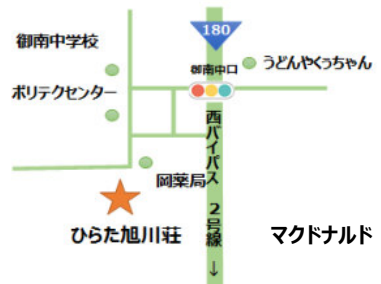 180
御南中学校
御南中口
うどんやくぅちゃん
ポリテクセンター
西バイパス 2号線 ↓
岡薬局
ひらた旭川荘
マクドナルド